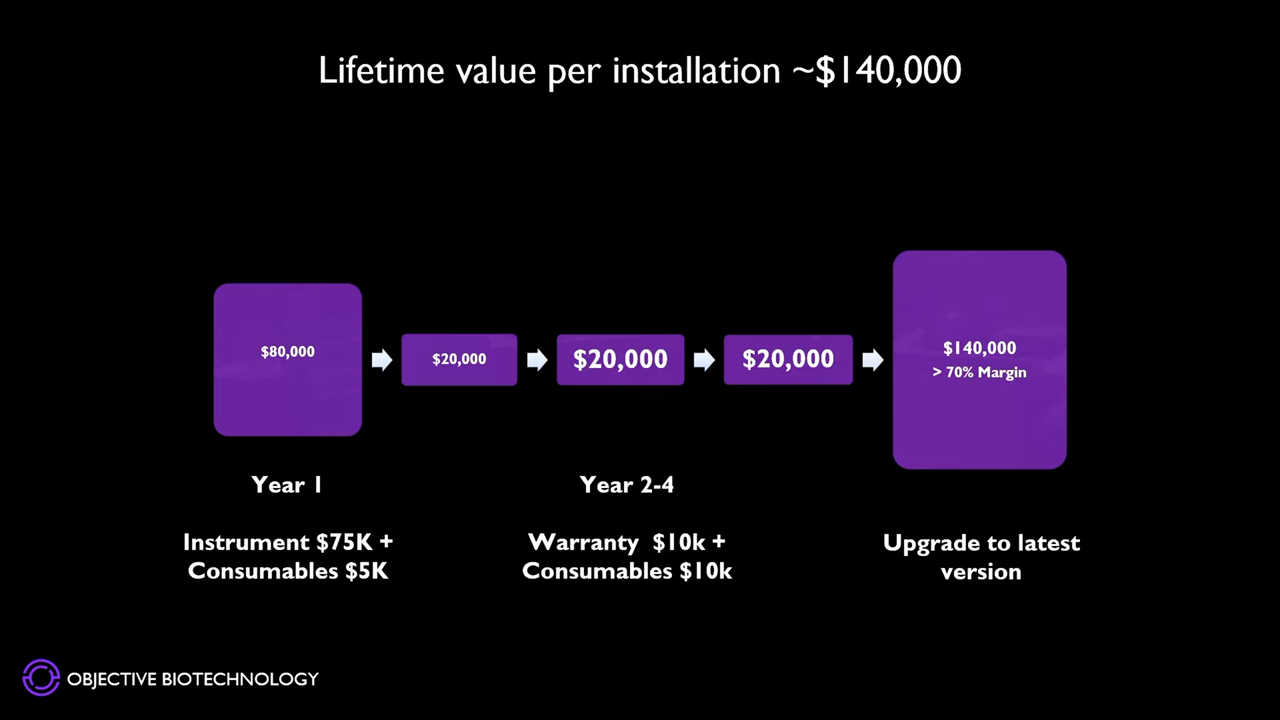 Lifetime value per installation ~$140,000
$80,000
$20,000
$20,000
$20,000
$140,000
> 70% Margin
Year 1
Instrument $75K +
Consumables $5K
Year 2-4
Warranty  $10k +
Consumables $10k
Upgrade to latest
version
OBJECTIVE BIOTECHNOLOGY